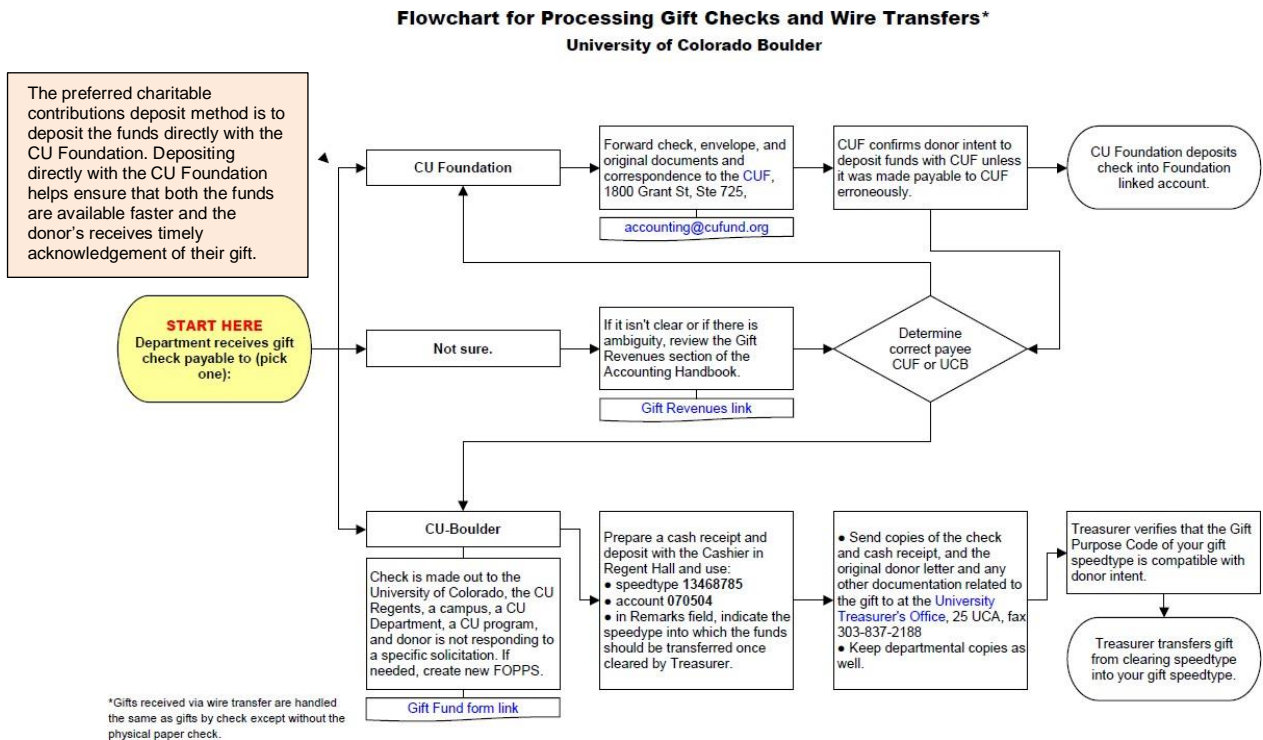 Flowchart for Processing Gift Checks and Wire Transfers*
University of Colorado Boulder
The preferred charitable
contributions deposit method is to
deposit the funds directly with the
CU Foundation. Depositing
directly with the CU Foundation
helps ensure that both the funds
are available faster and the
donor's receives timely
acknowledgement of their gift.
CU Foundation
Forward check, envelope, and
original documents and
correspondence to the CUF,
1800 Grant St, Ste 725,
accounting@cufund.org
CUF confirms donor intent to
deposit funds with CUF unless
it was made payable to CUF
erroneously.
CU Foundation deposits
check into Foundation
linked account.
START HERE
Department receives gift
check payable to (pick
one):
Not sure.
If it isn't clear or if there is
ambiguity, review the Gift
Revenues section of the
Accounting Handbook.
Gift Revenues link
Determine
correct payee
CUF or UCB
CU-Boulder
Check is made out to the
University of Colorado, the CU
Regents, a campus, a CU
Department, a CU program,
and donor is not responding to
a specific solicitation. If
needed, create new FOPPS.
Gift Fund form link
Prepare a cash receipt and
deposit with the Cashier in
Regent Hall and use:
● speedtype 13468785
● account 070504
● in Remarks field, indicate the
speedype into which the funds
should be transferred once
cleared by Treasurer.
● Send copies of the check
and cash receipt, and the
original donor letter and any
other documentation related to
the gift to at the University
Treasurer's Office, 25 UCA, fax
303-837-2188
● Keep departmental copies as
well.
Treasurer verifies that the Gift
Purpose Code of your gift
speedtype is compatible with
donor intent.
Treasurer transfers gift
from clearing speedtype
into your gift speedtype.
*Gifts received via wire transfer are handled
the same as gifts by check except without the
physical paper check.